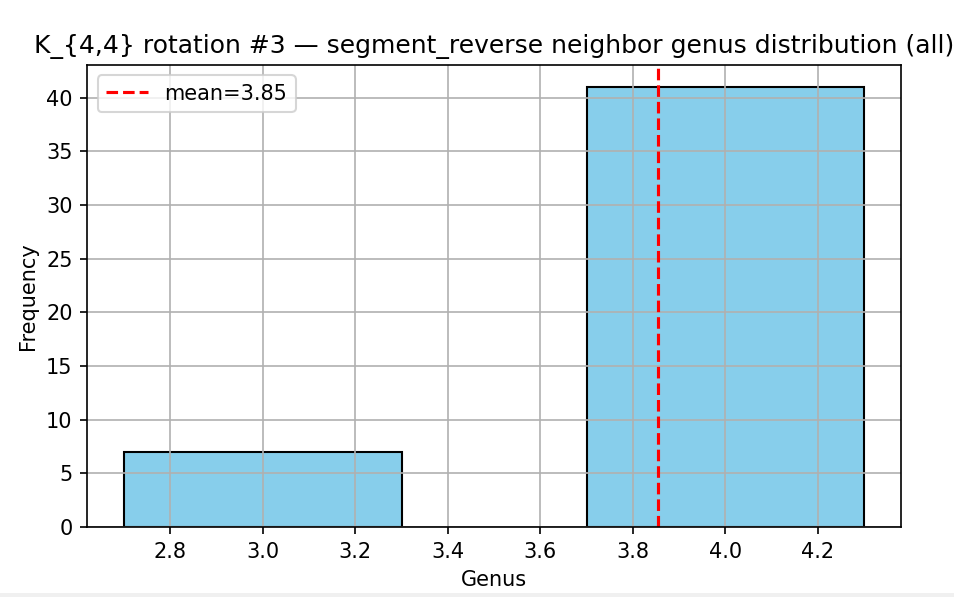 K_{4,4} rotation #3 — segment_reverse neighbor genus distribution (all)
mean=3.85
Frequency
40
35
30
25
20
15
10
5
0
2.8 3.0 3.2 3.4 3.6 3.8 4.0 4.2
Genus